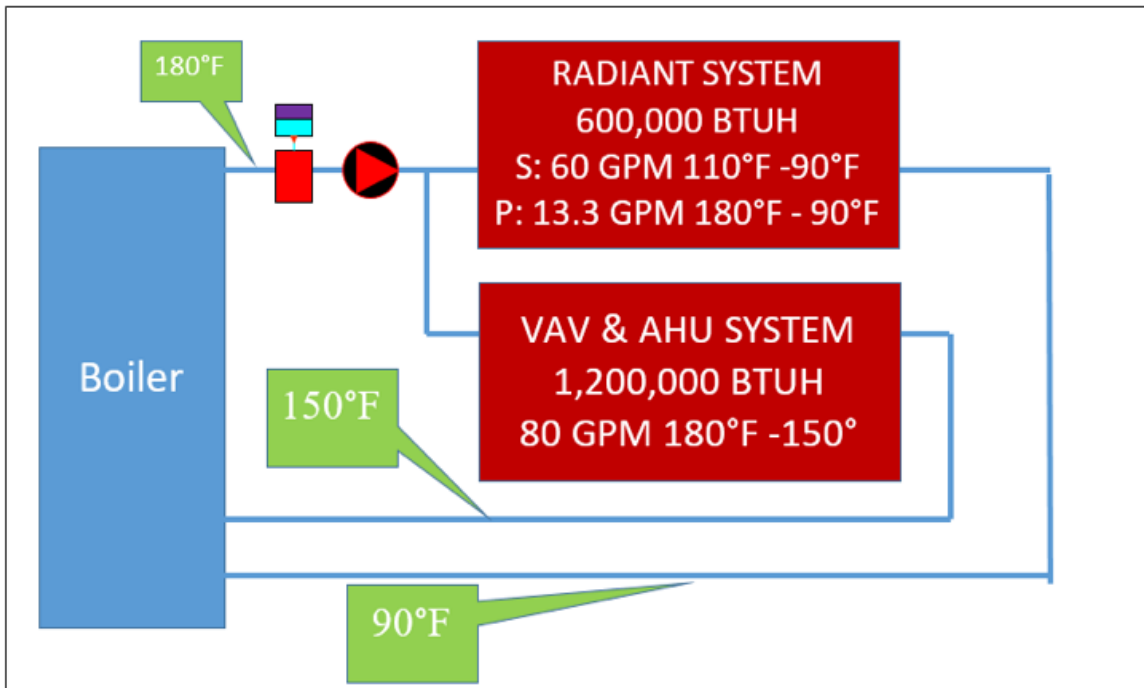 180°F
RADIANT SYSTEM
600,000 BTUH
S: 60 GPM 110°F -90°F
P: 13.3 GPM 180°F - 90°F
Boiler
VAV & AHU SYSTEM
1,200,000 BTUH
80 GPM 180°F -150°
150°F
90°F